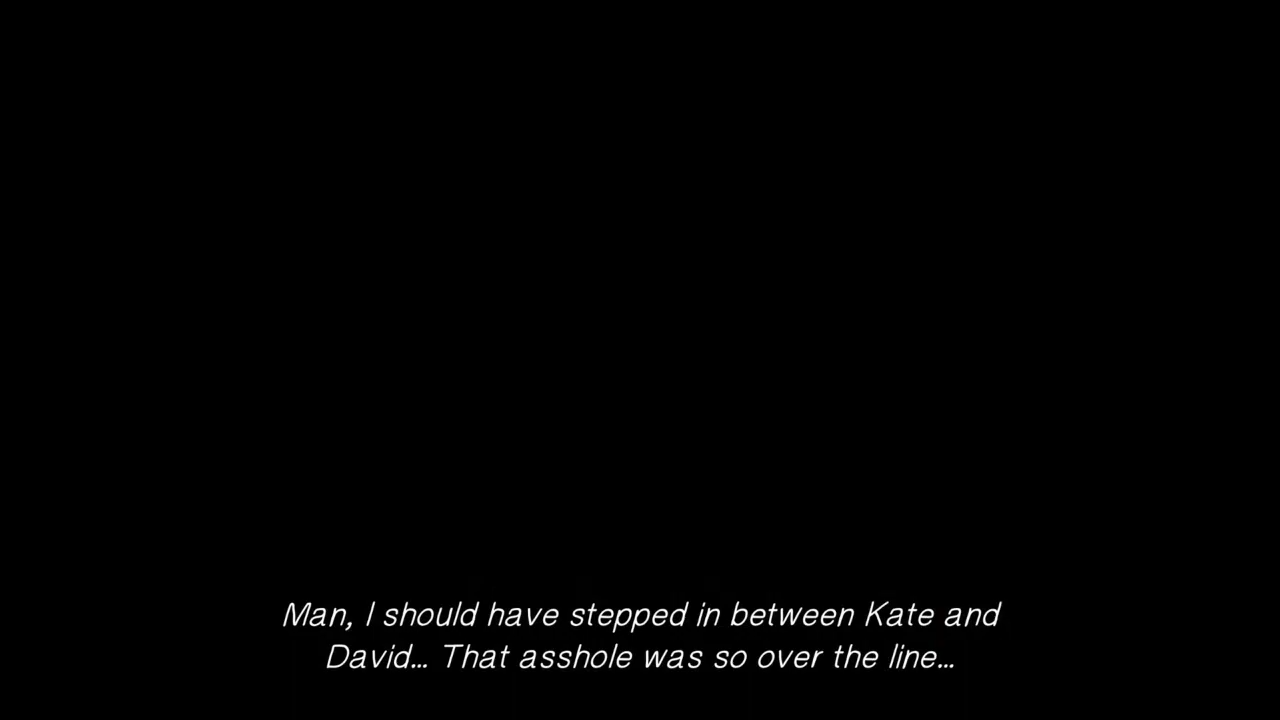 Man, I should have stepped in between Kate and
David... That asshole was so over the line...